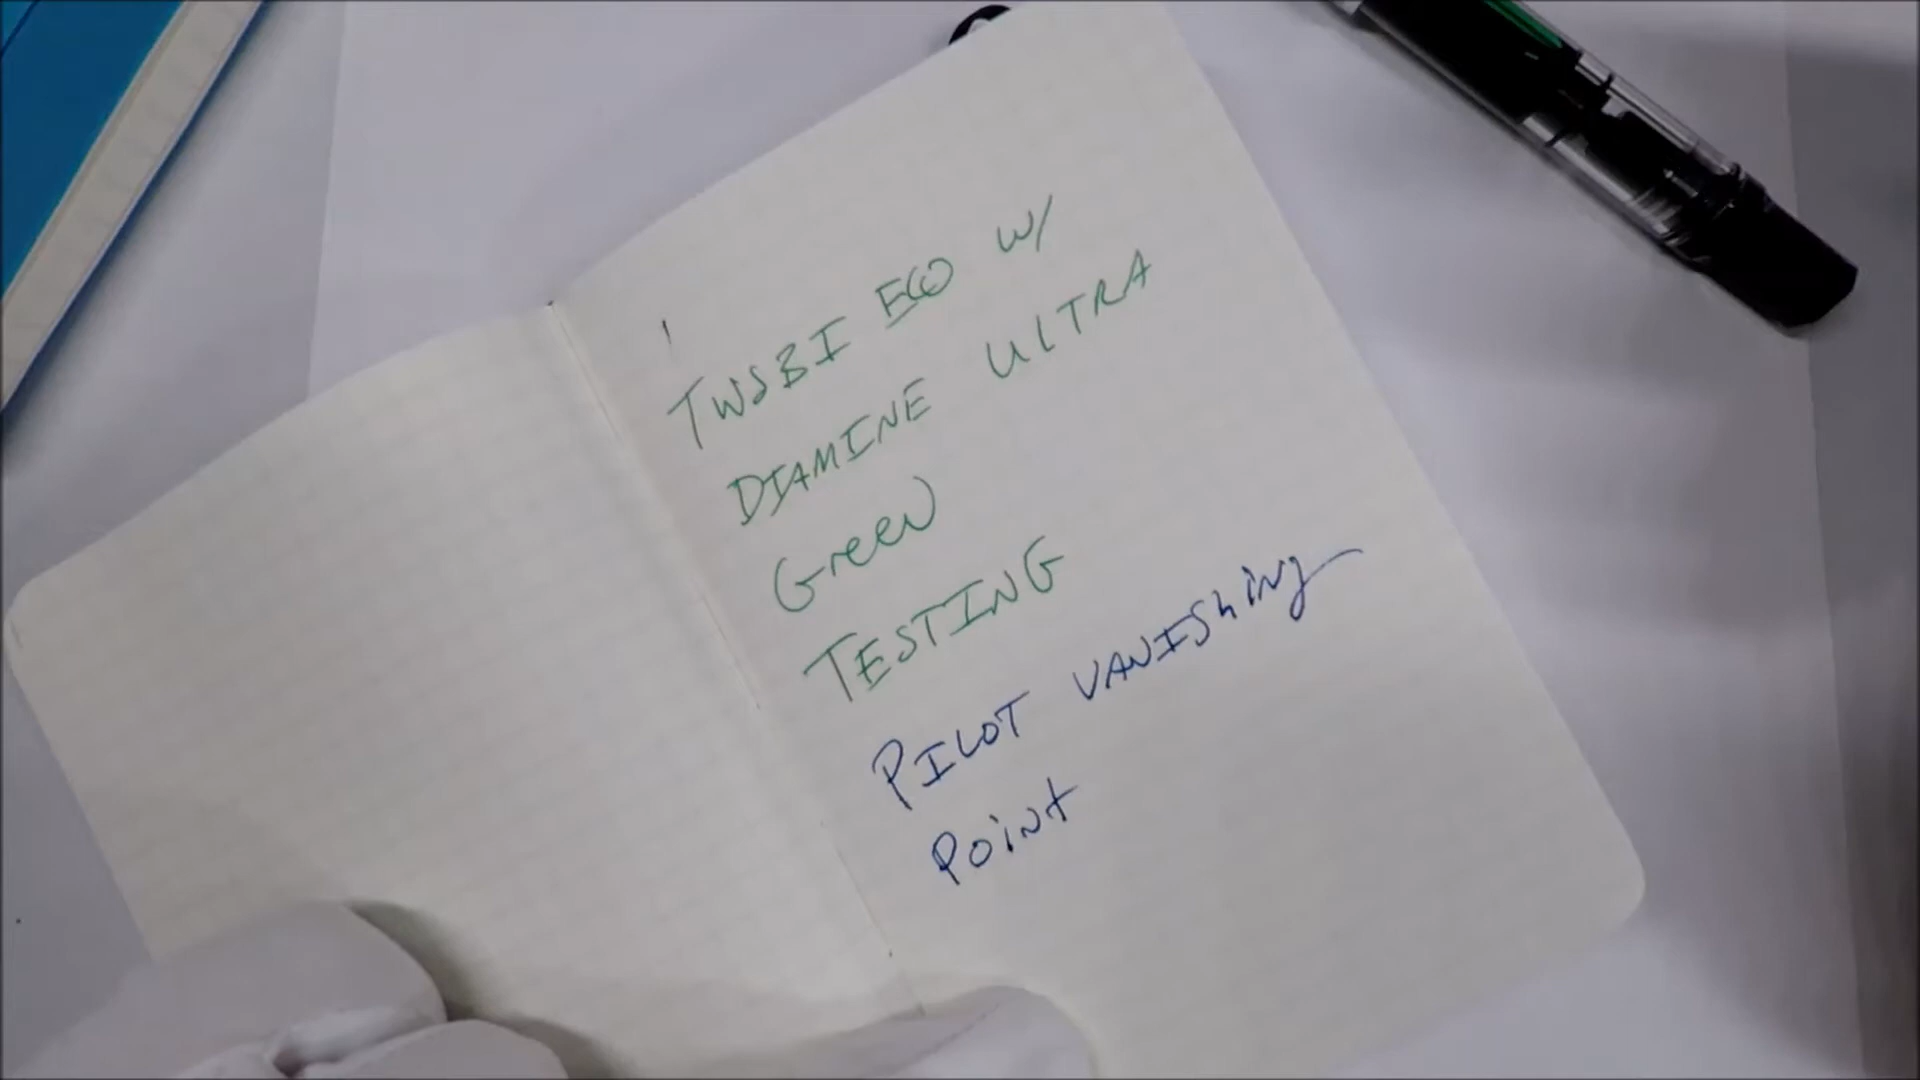 TWSBI ECO W/
DIAMINE ULTRA
Green
TESTING
PILOT VANIShing
Point